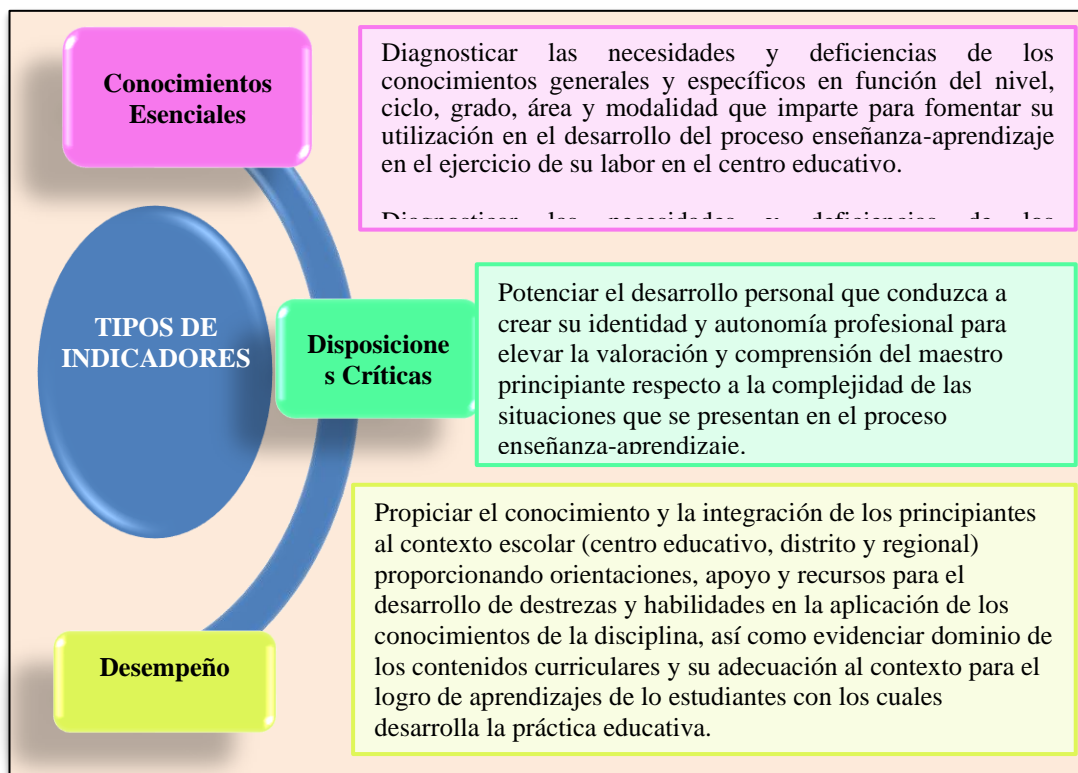 Conocimientos
Esenciales
Diagnosticar las necesidades y deficiencias de los
conocimientos generales y específicos en función del nivel,
ciclo, grado, área y modalidad que imparte para fomentar su
utilización en el desarrollo del proceso enseñanza-aprendizaje
en el ejercicio de su labor en el centro educativo.
Diagnosticar las necesidades y deficiencias de los
TIPOS DE
INDICADORES
Disposicione
s Críticas
Potenciar el desarrollo personal que conduzca a
crear su identidad y autonomía profesional para
elevar la valoración y comprensión del maestro
principiante respecto a la complejidad de las
situaciones que se presentan en el proceso
enseñanza-aprendizaje.
Desempeño
Propiciar el conocimiento y la integración de los principiantes
al contexto escolar (centro educativo, distrito y regional)
proporcionando orientaciones, apoyo y recursos para el
desarrollo de destrezas y habilidades en la aplicación de los
conocimientos de la disciplina, así como evidenciar dominio de
los contenidos curriculares y su adecuación al contexto para el
logro de aprendizajes de lo estudiantes con los cuales
desarrolla la práctica educativa.